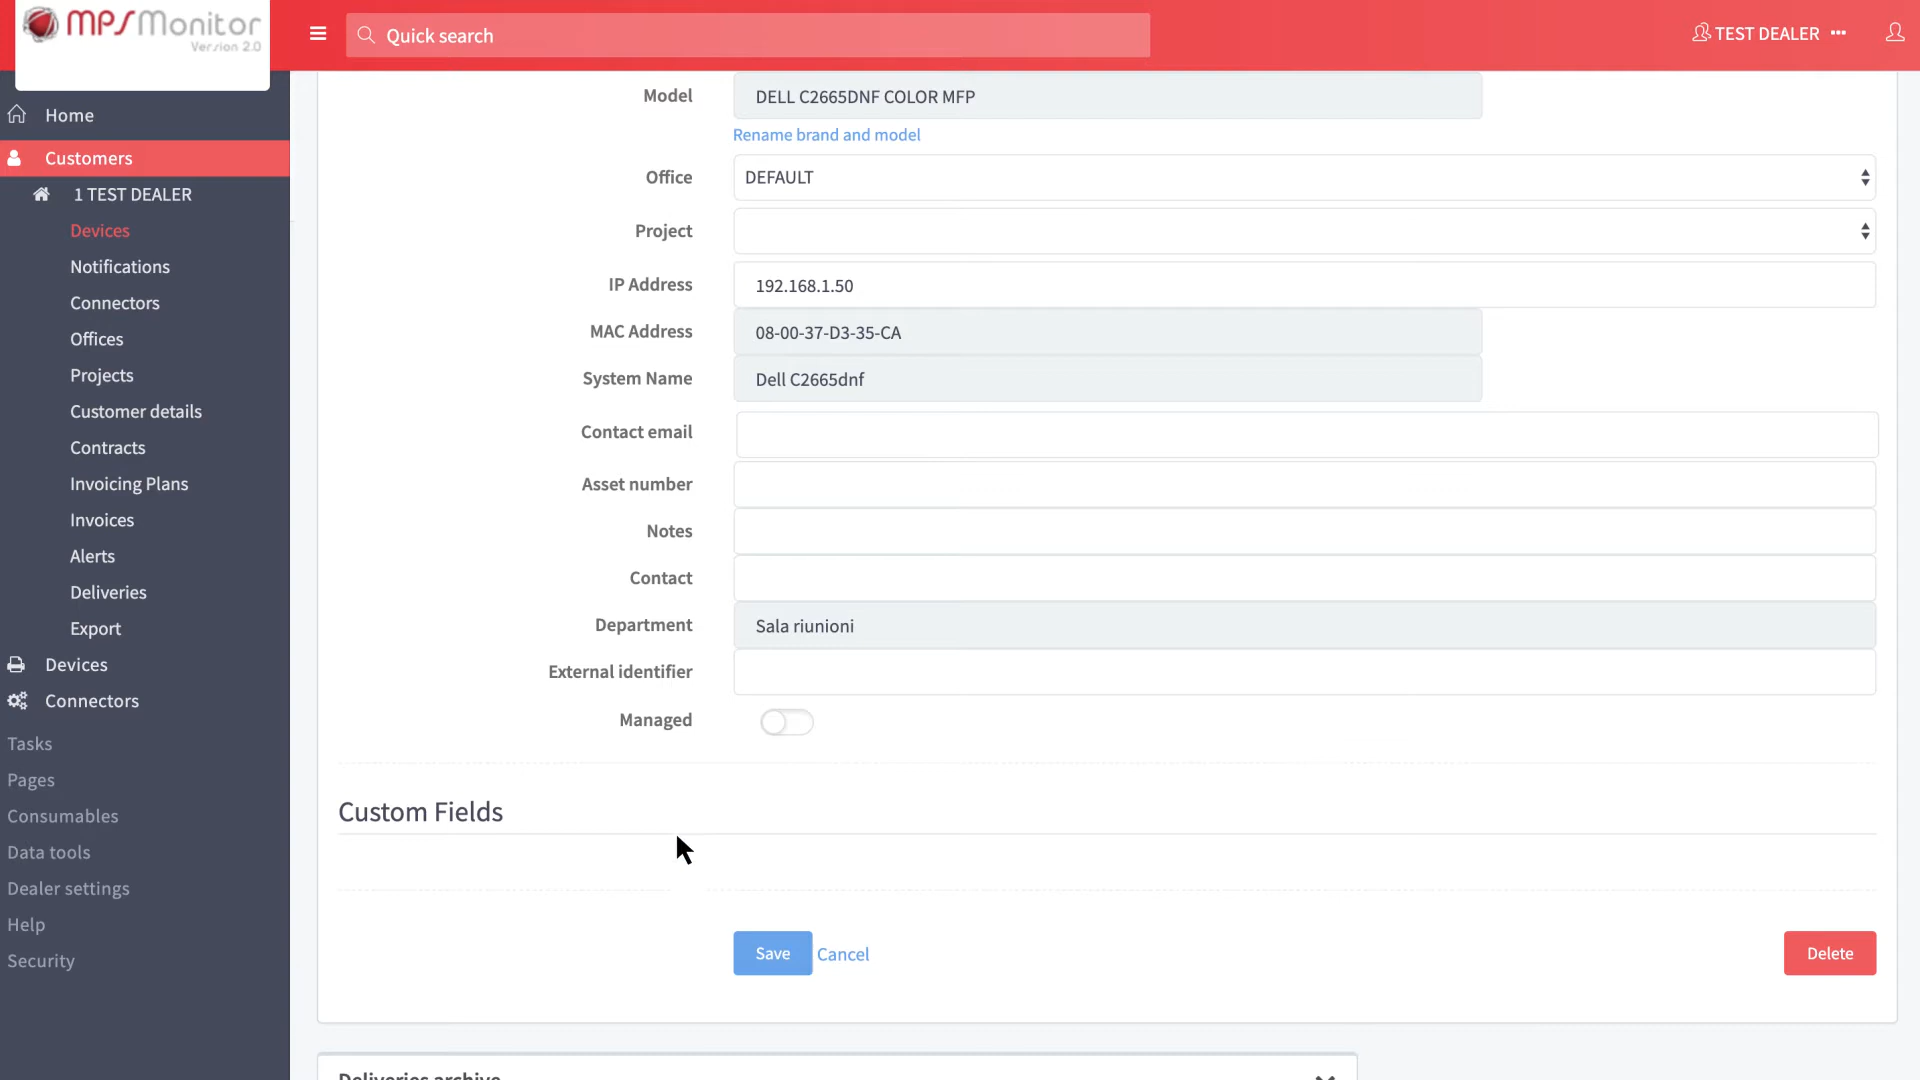 MPSMonitor
Version 2.0
Quick search
TEST DEALER
Home
Customers
1 TEST DEALER
Devices
Notifications
Connectors
Offices
Projects
Customer details
Contracts
Invoicing Plans
Invoices
Alerts
Deliveries
Export
Devices
Connectors
Tasks
Pages
Consumables
Data tools
Dealer settings
Help
Security
Model DELL C2665DNF COLOR MFP
Rename brand and model
Office DEFAULT
Project
IP Address 192.168.1.50
MAC Address 08-00-37-D3-35-CA
System Name Dell C2665dnf
Contact email
Asset number
Notes
Contact
Department Sala riunioni
External identifier
Managed
Custom Fields
Save Cancel Delete
Deliveries archive